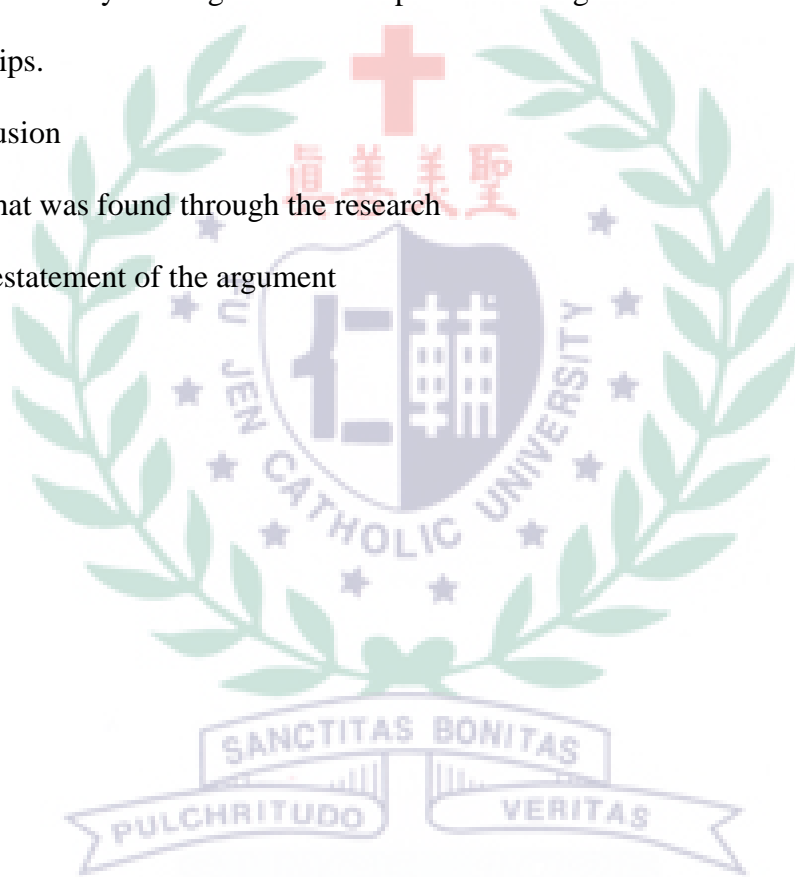 ips.
usion
hat was found through the research
estatement of the argument
真善美聖
FU JEN CATHOLIC UNIVERSITY
仁 輔
SANCTITAS BONITAS
PULCHRITUDO VERITAS